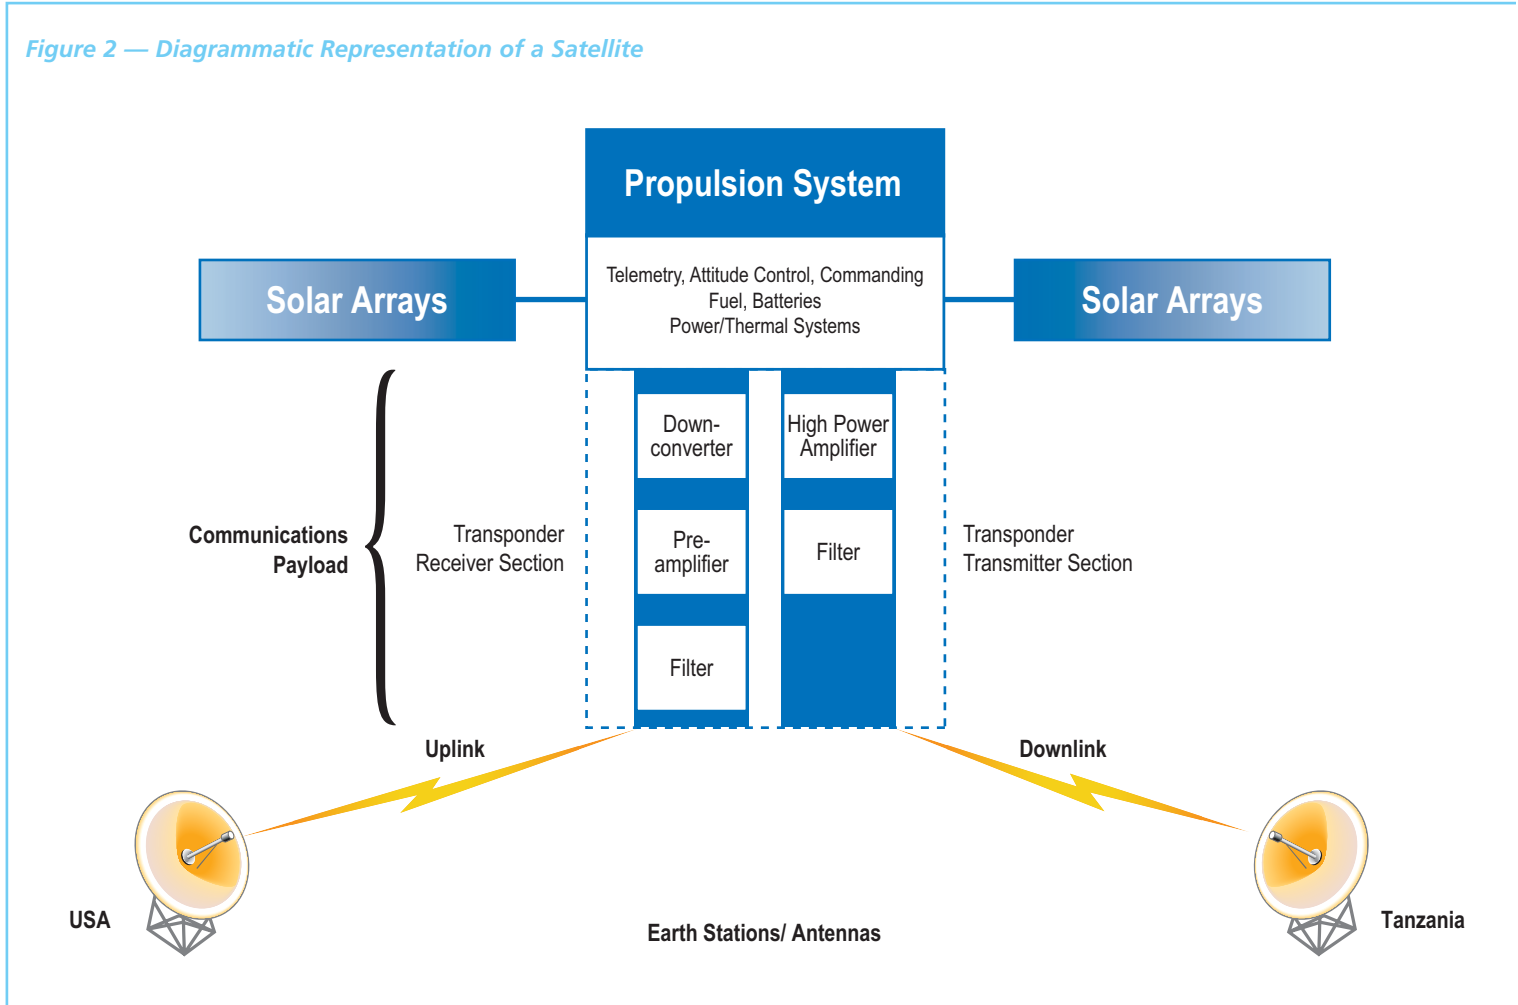 Figure 2 — Diagrammatic Representation of a Satellite
Propulsion System
Telemetry, Attitude Control, Commanding
Fuel, Batteries
Power/Thermal Systems
Solar Arrays
Solar Arrays
Communications
Payload
Transponder
Receiver Section
Down-
converter
Pre-
amplifier
Filter
High Power
Amplifier
Filter
Transponder
Transmitter Section
Uplink
Downlink
USA
Earth Stations/ Antennas
Tanzania